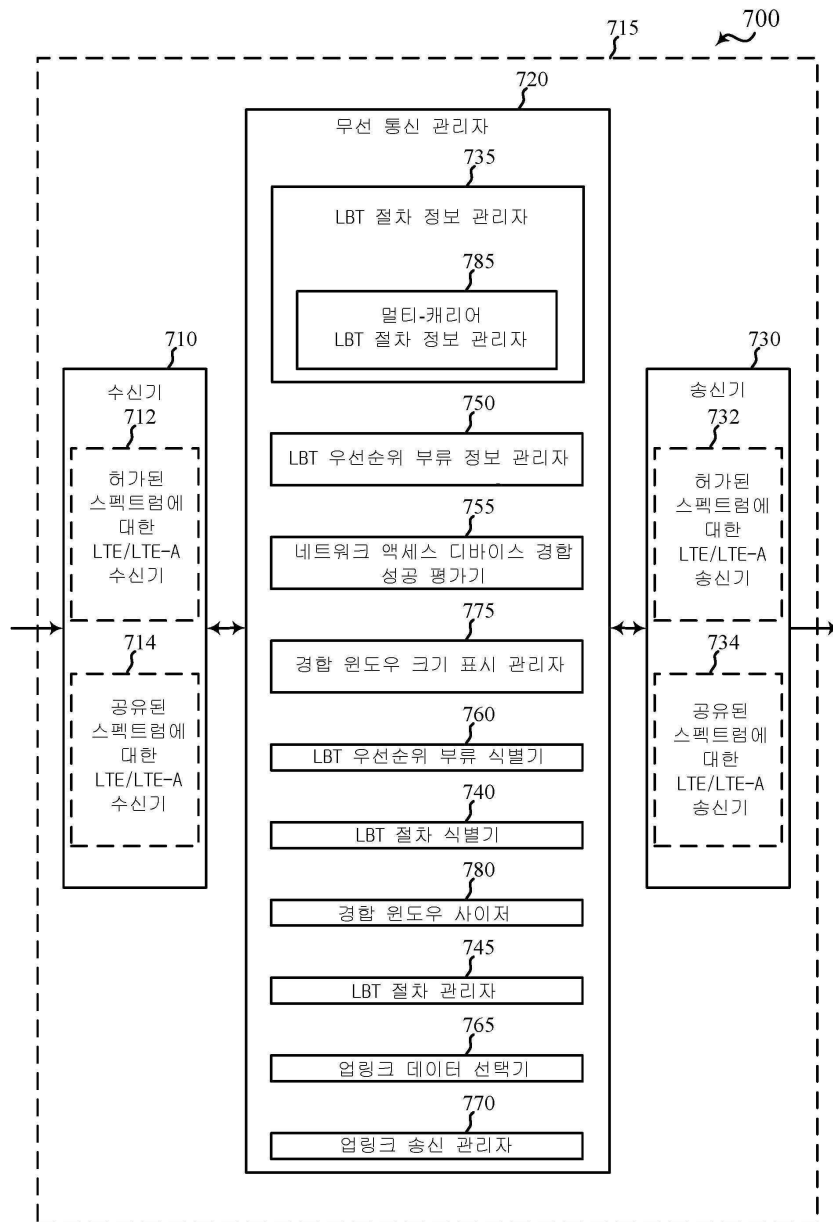 700
715
720
무선 통신 관리자
735
LBT 절차 정보 관리자
785
멀티-캐리어
LBT 절차 정보 관리자
710
수신기
712
허가된
스펙트럼에
대한
LTE/LTE-A
수신기
714
공유된
스펙트럼에
대한
LTE/LTE-A
수신기
750
LBT 우선순위 부류 정보 관리자
755
네트워크 액세스 디바이스 경합
성공 평가기
775
경합 윈도우 크기 표시 관리자
760
LBT 우선순위 부류 식별기
740
LBT 절차 식별기
780
경합 윈도우 사이저
745
LBT 절차 관리자
765
업링크 데이터 선택기
770
업링크 송신 관리자
730
송신기
732
허가된
스펙트럼에
대한
LTE/LTE-A
송신기
734
공유된
스펙트럼에
대한
LTE/LTE-A
송신기